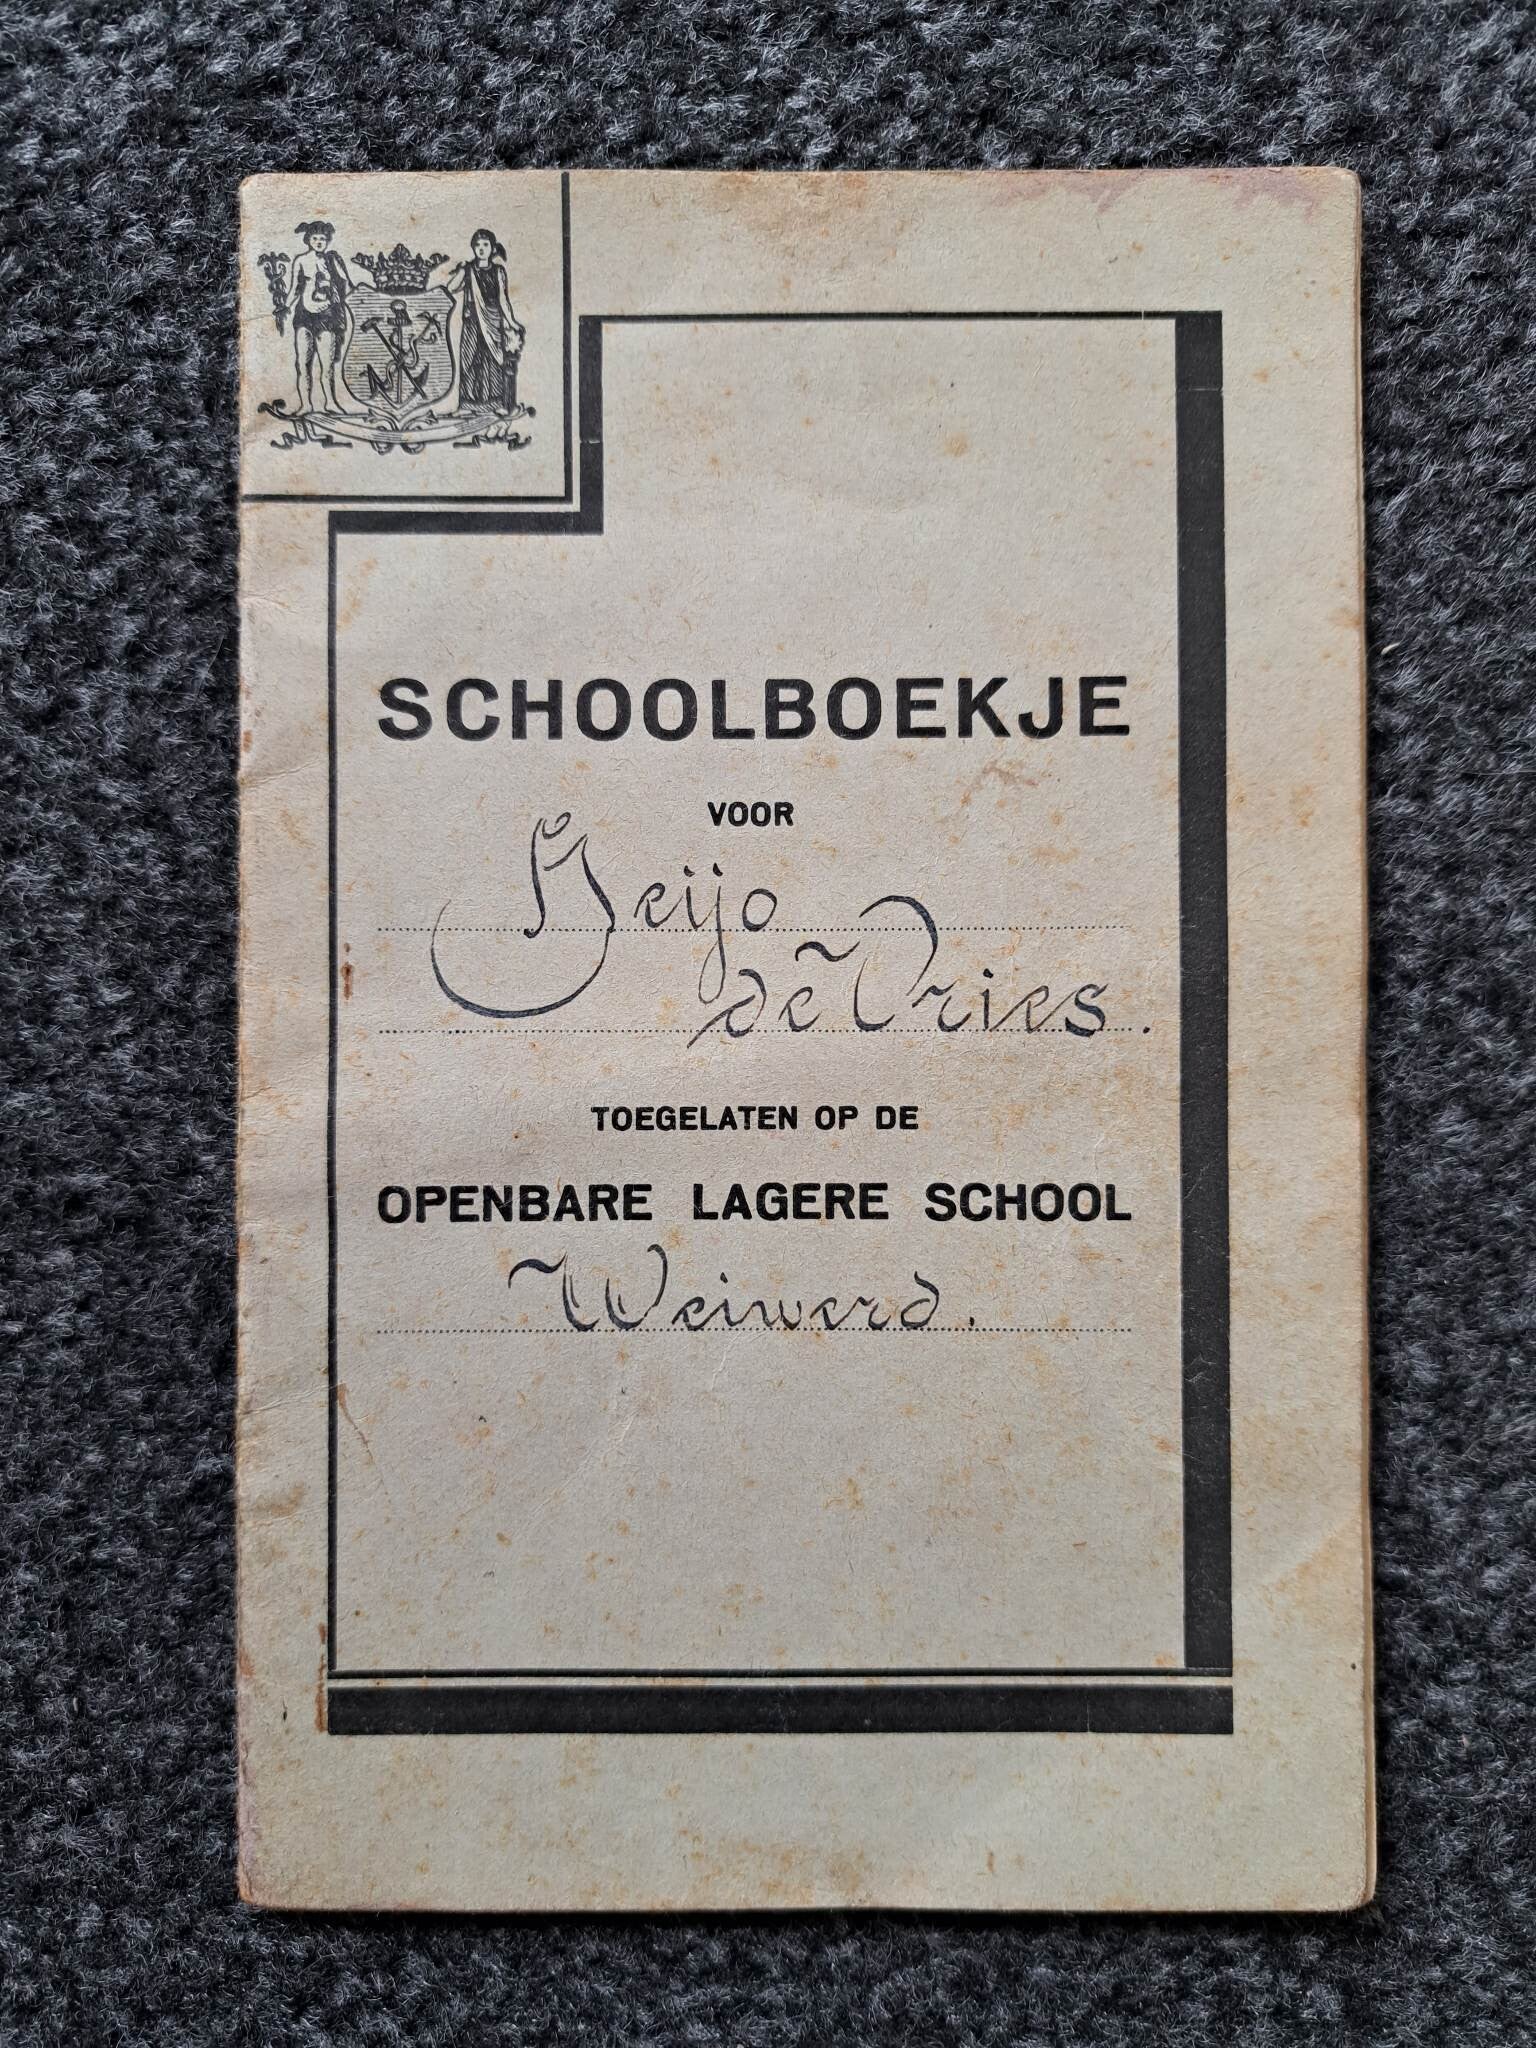 SCHOOLBOEKJE
VOOR
Heijo
de Vries.
TOEGELATEN OP DE
OPENBARE LAGERE SCHOOL
Weiwerd.